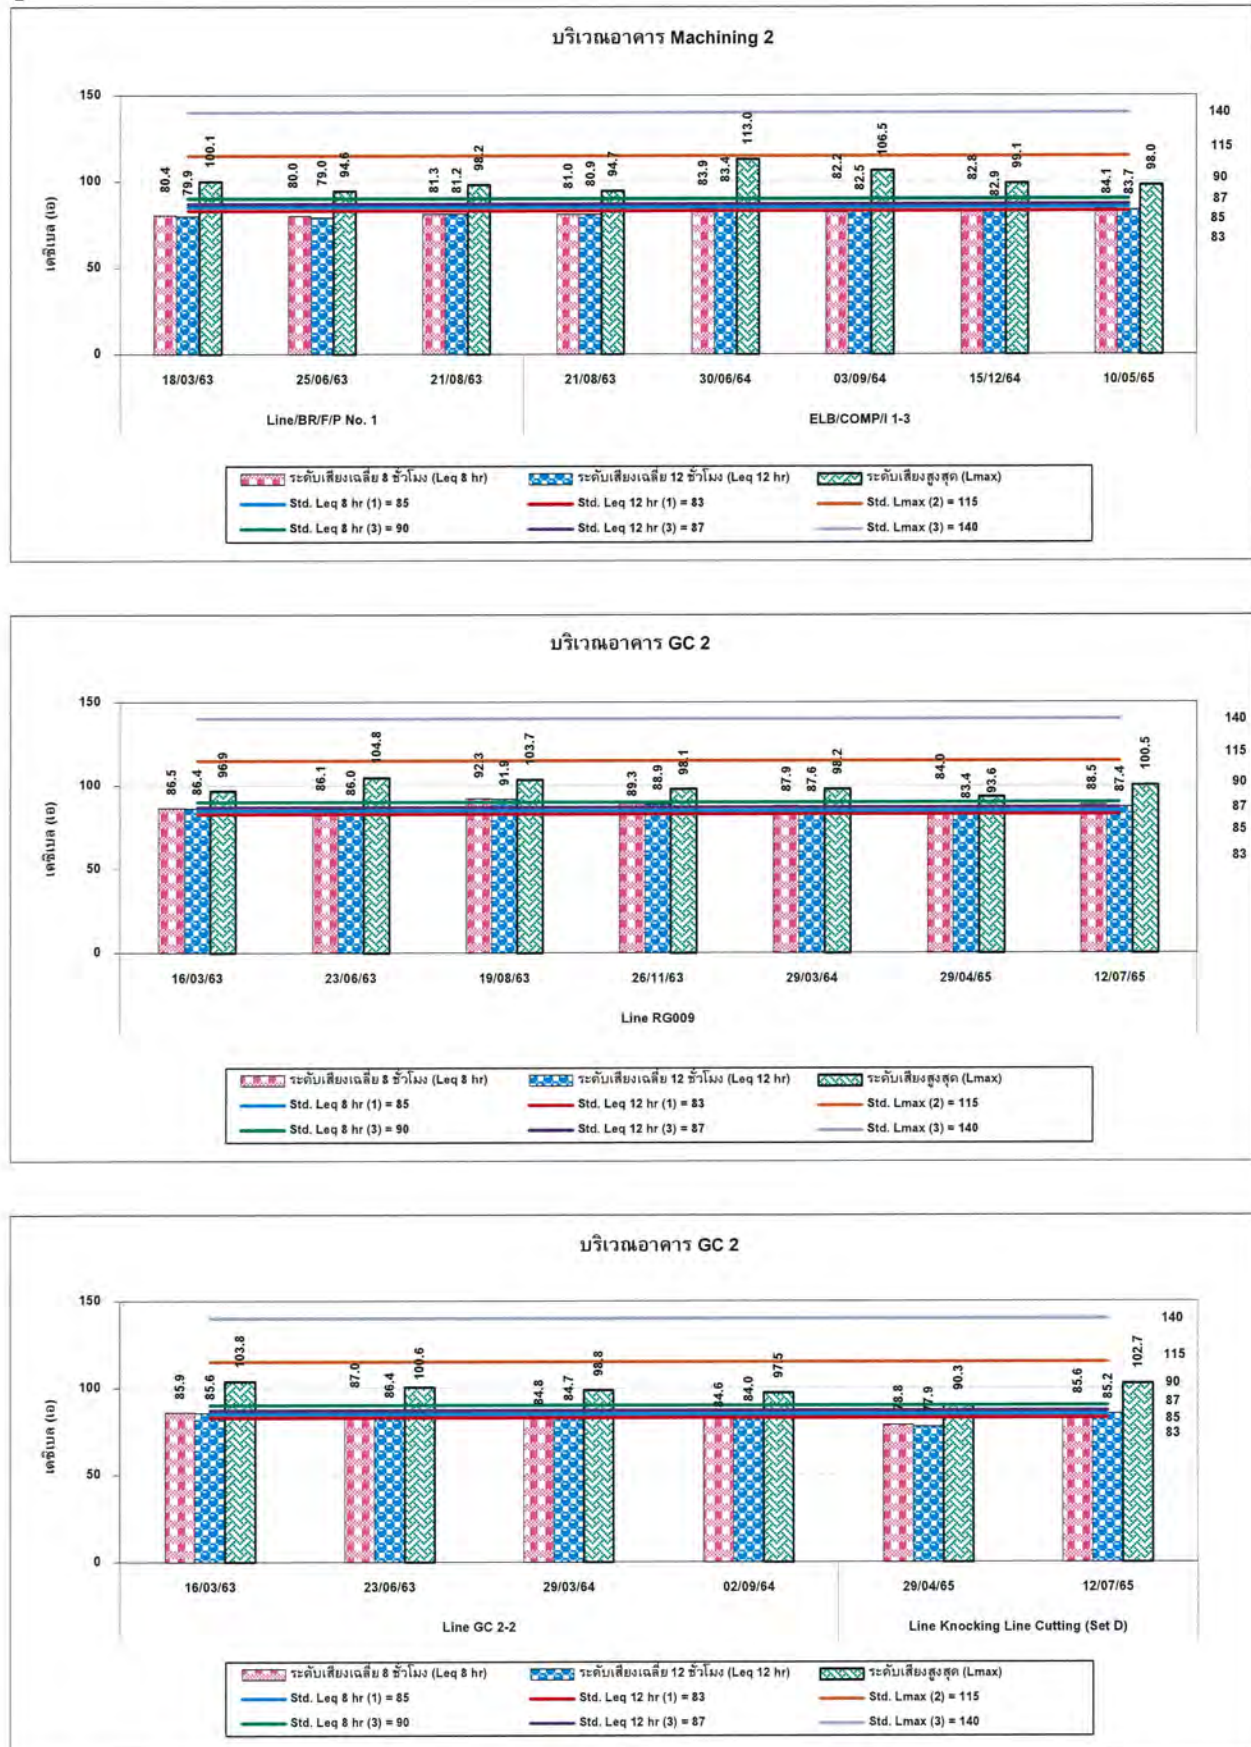 บริเวณอาคาร Machining 2
เดซิเบล (เอ)
150
100
50
0
80.4 79.9 100.1 80.0 79.0 94.6 81.3 81.2 98.2 81.0 80.9 94.7 83.9 83.4 113.0 82.2 82.5 106.5 82.8 82.9 99.1 84.1 83.7 98.0
140
115
90
87
85
83
18/03/63 25/06/63 21/08/63 21/08/63 30/06/64 03/09/64 15/12/64 10/05/65
Line/BR/F/P No. 1 ELB/COMP/I 1-3
ระดับเสียงเฉลี่ย 8 ชั่วโมง (Leq 8 hr) ระดับเสียงเฉลี่ย 12 ชั่วโมง (Leq 12 hr) ระดับเสียงสูงสุด (Lmax)
Std. Leq 8 hr (1) = 85 Std. Leq 12 hr (1) = 83 Std. Lmax (2) = 115
Std. Leq 8 hr (3) = 90 Std. Leq 12 hr (3) = 87 Std. Lmax (3) = 140
บริเวณอาคาร GC 2
เดซิเบล (เอ)
150
100
50
0
86.5 86.4 96.9 86.1 86.0 104.8 92.3 91.9 103.7 89.3 88.9 98.1 87.9 87.6 98.2 84.0 83.4 93.6 88.5 87.4 100.5
140
115
90
87
85
83
16/03/63 23/06/63 19/08/63 26/11/63 29/03/64 29/04/65 12/07/65
Line RG009
ระดับเสียงเฉลี่ย 8 ชั่วโมง (Leq 8 hr) ระดับเสียงเฉลี่ย 12 ชั่วโมง (Leq 12 hr) ระดับเสียงสูงสุด (Lmax)
Std. Leq 8 hr (1) = 85 Std. Leq 12 hr (1) = 83 Std. Lmax (2) = 115
Std. Leq 8 hr (3) = 90 Std. Leq 12 hr (3) = 87 Std. Lmax (3) = 140
บริเวณอาคาร GC 2
เดซิเบล (เอ)
150
100
50
0
85.9 85.6 103.8 87.0 86.4 100.6 84.8 84.7 98.8 84.6 84.0 97.5 78.8 77.9 90.3 85.6 85.2 102.7
140
115
90
87
85
83
16/03/63 23/06/63 29/03/64 02/09/64 29/04/65 12/07/65
Line GC 2-2 Line Knocking Line Cutting (Set D)
ระดับเสียงเฉลี่ย 8 ชั่วโมง (Leq 8 hr) ระดับเสียงเฉลี่ย 12 ชั่วโมง (Leq 12 hr) ระดับเสียงสูงสุด (Lmax)
Std. Leq 8 hr (1) = 85 Std. Leq 12 hr (1) = 83 Std. Lmax (2) = 115
Std. Leq 8 hr (3) = 90 Std. Leq 12 hr (3) = 87 Std. Lmax (3) = 140